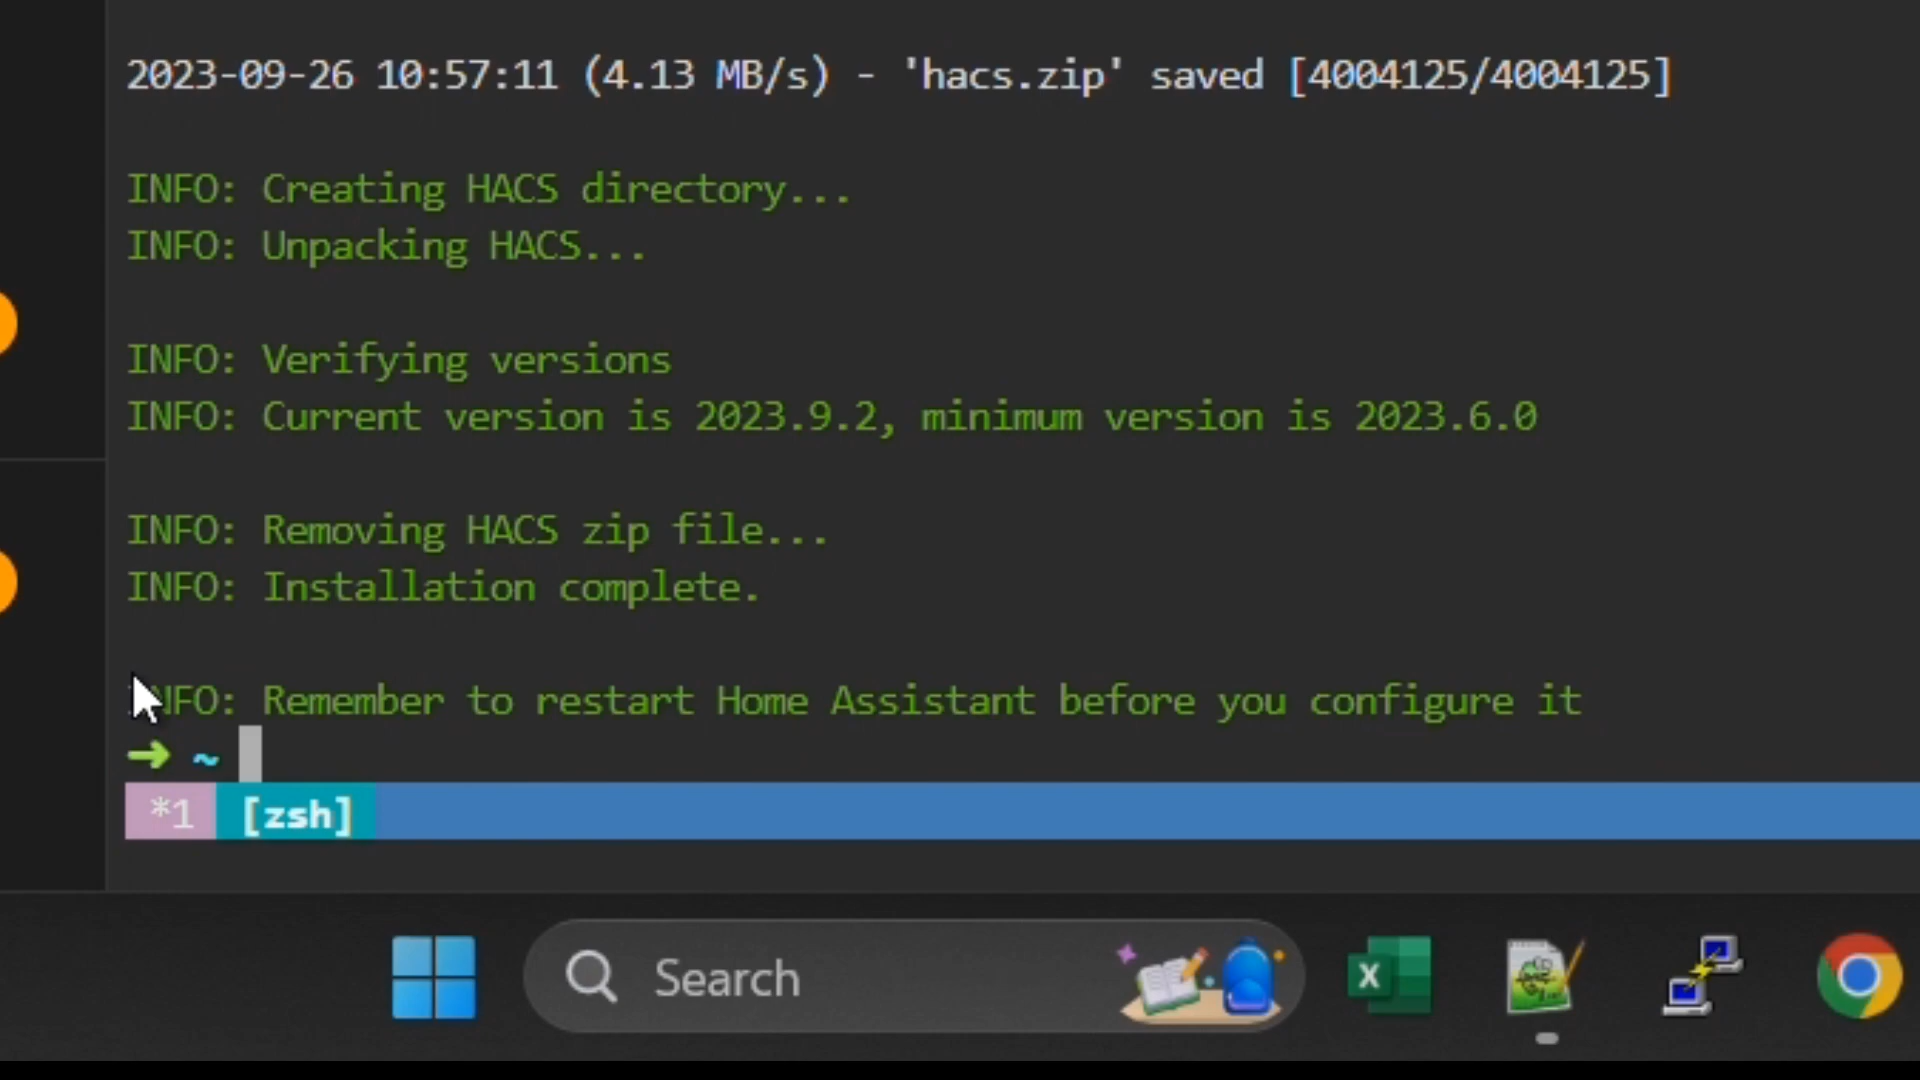 2023-09-26 10:57:11 (4.13 MB/s) - 'hacs.zip' saved [4004125/4004125]
INFO: Creating HACS directory...
INFO: Unpacking HACS...
INFO: Verifying versions
INFO: Current version is 2023.9.2, minimum version is 2023.6.0
INFO: Removing HACS zip file...
INFO: Installation complete.
INFO: Remember to restart Home Assistant before you configure it
➜ ~
*1 [zsh]
Search
X